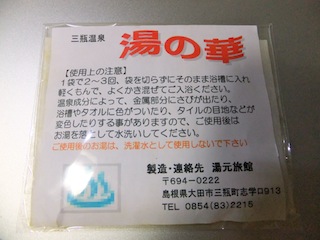 三瓶温泉
湯の華
【使用上の注意】
1袋で2~3回、袋を切らずにそのまま浴槽に入れ
軽くもんで、よくかき混ぜてご入浴ください。
温泉成分によって、金属部分にさびが出たり、
浴槽やタオルに色がついたり、タイルの目地などが
変色したりする事がありますので、ご使用後は
お湯を落として水洗いしてください。
ご使用後のお湯は、洗濯水として使用しないで下さい
製造・連絡先 湯元旅館
〒694-0222
島根県大田市三瓶町志学口913
TEL 0854(83)2215